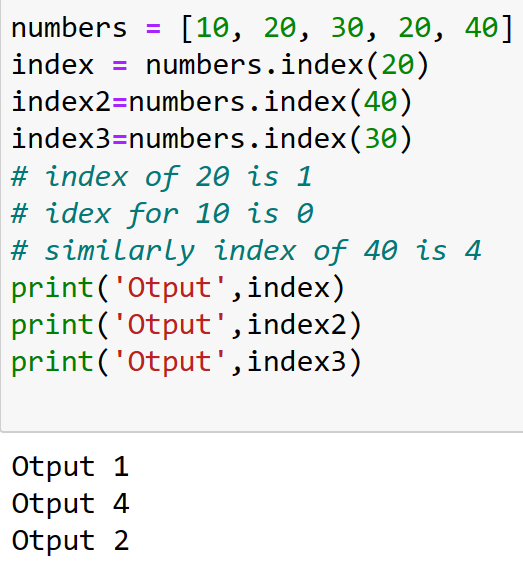 numbers = [10, 20, 30, 20, 40]
index = numbers.index(20)
index2=numbers.index(40)
index3=numbers.index(30)
# index of 20 is 1
# idex for 10 is 0
# similarly index of 40 is 4
print('Otput',index)
print('Otput',index2)
print('Otput',index3)
Otput 1
Otput 4
Otput 2